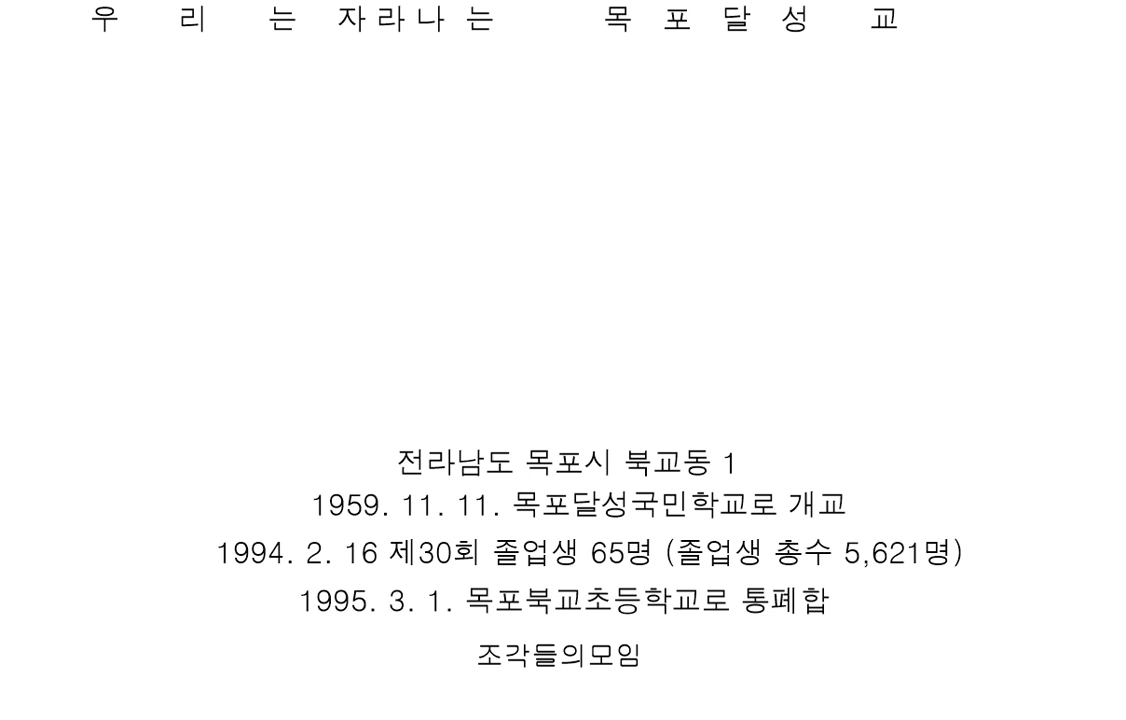 우 리 는 자 라 나 는 목 포 달 성 교
전라남도 목포시 북교동 1
1959. 11. 11. 목포달성국민학교로 개교
1994. 2. 16 제30회 졸업생 65명 (졸업생 총수 5,621명)
1995. 3. 1. 목포북교초등학교로 통폐합
조각들의모임